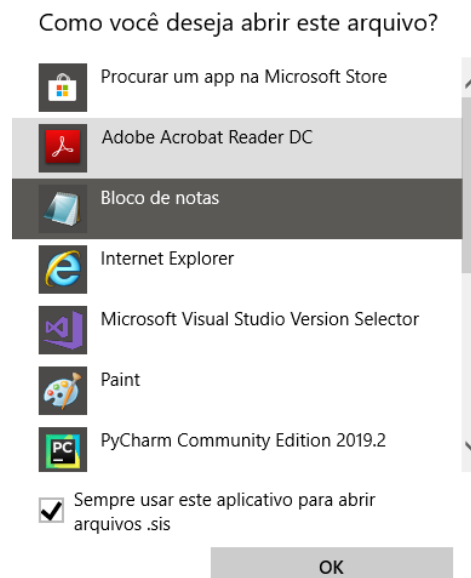 Como você deseja abrir este arquivo?
Procurar um app na Microsoft Store
Adobe Acrobat Reader DC
Bloco de notas
Internet Explorer
Microsoft Visual Studio Version Selector
Paint
PC
PyCharm Community Edition 2019.2
Sempre usar este aplicativo para abrir
arquivos .sis
OK